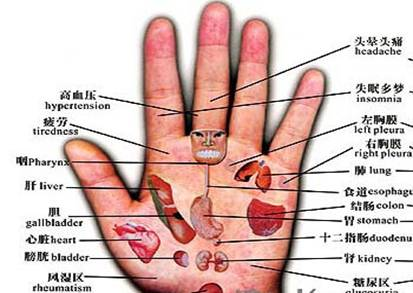 头晕头痛
headache
高血压
hypertension
失眠多梦
insomnia
疲劳
tiredness
左胸膜
left pleura
右胸膜
right pleura
咽Pharynx
肺 lung
肝 liver
食道esophagu
结肠 colon
胆
gallbladder
胃 stomach
心脏heart
十二指肠duodenu
膀胱 bladder
肾 kidney
风湿区
rheumatism
糖尿区
glucosuria